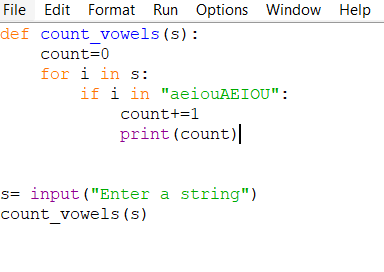 File Edit Format Run Options Window Help
def count_vowels(s):
    count=0
    for i in s:
        if i in "aeiouAEIOU":
            count+=1
            print(count)
s= input("Enter a string")
count_vowels(s)